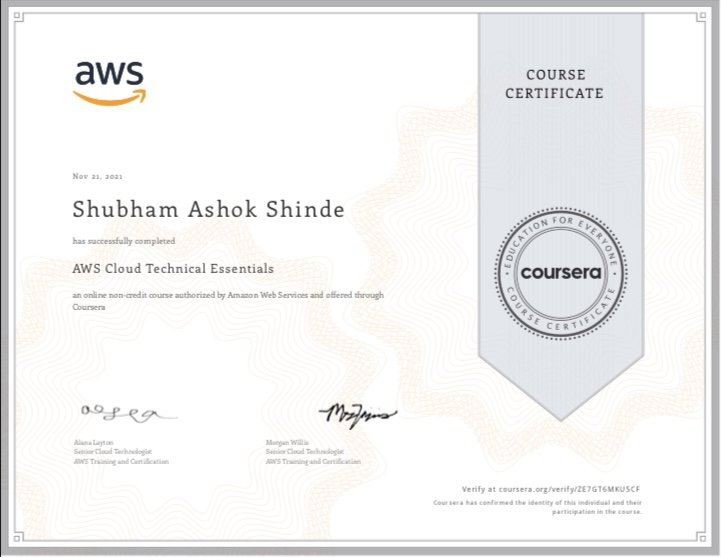 aws
COURSE
CERTIFICATE
Nov 21, 2021
Shubham Ashok Shinde
has successfully completed
AWS Cloud Technical Essentials
an online non-credit course authorized by Amazon Web Services and offered through
Coursera
EDUCATION FOR EVERYONE
coursera
COURSE CERTIFICATE
Alana Layton
Senior Cloud Technologist
AWS Training and Certification
Morgan Willis
Senior Cloud Technologist
AWS Training and Certification
Verify at coursera.org/verify/ZE7GT6MKU5CF
Coursera has confirmed the identity of this individual and their
participation in the course.